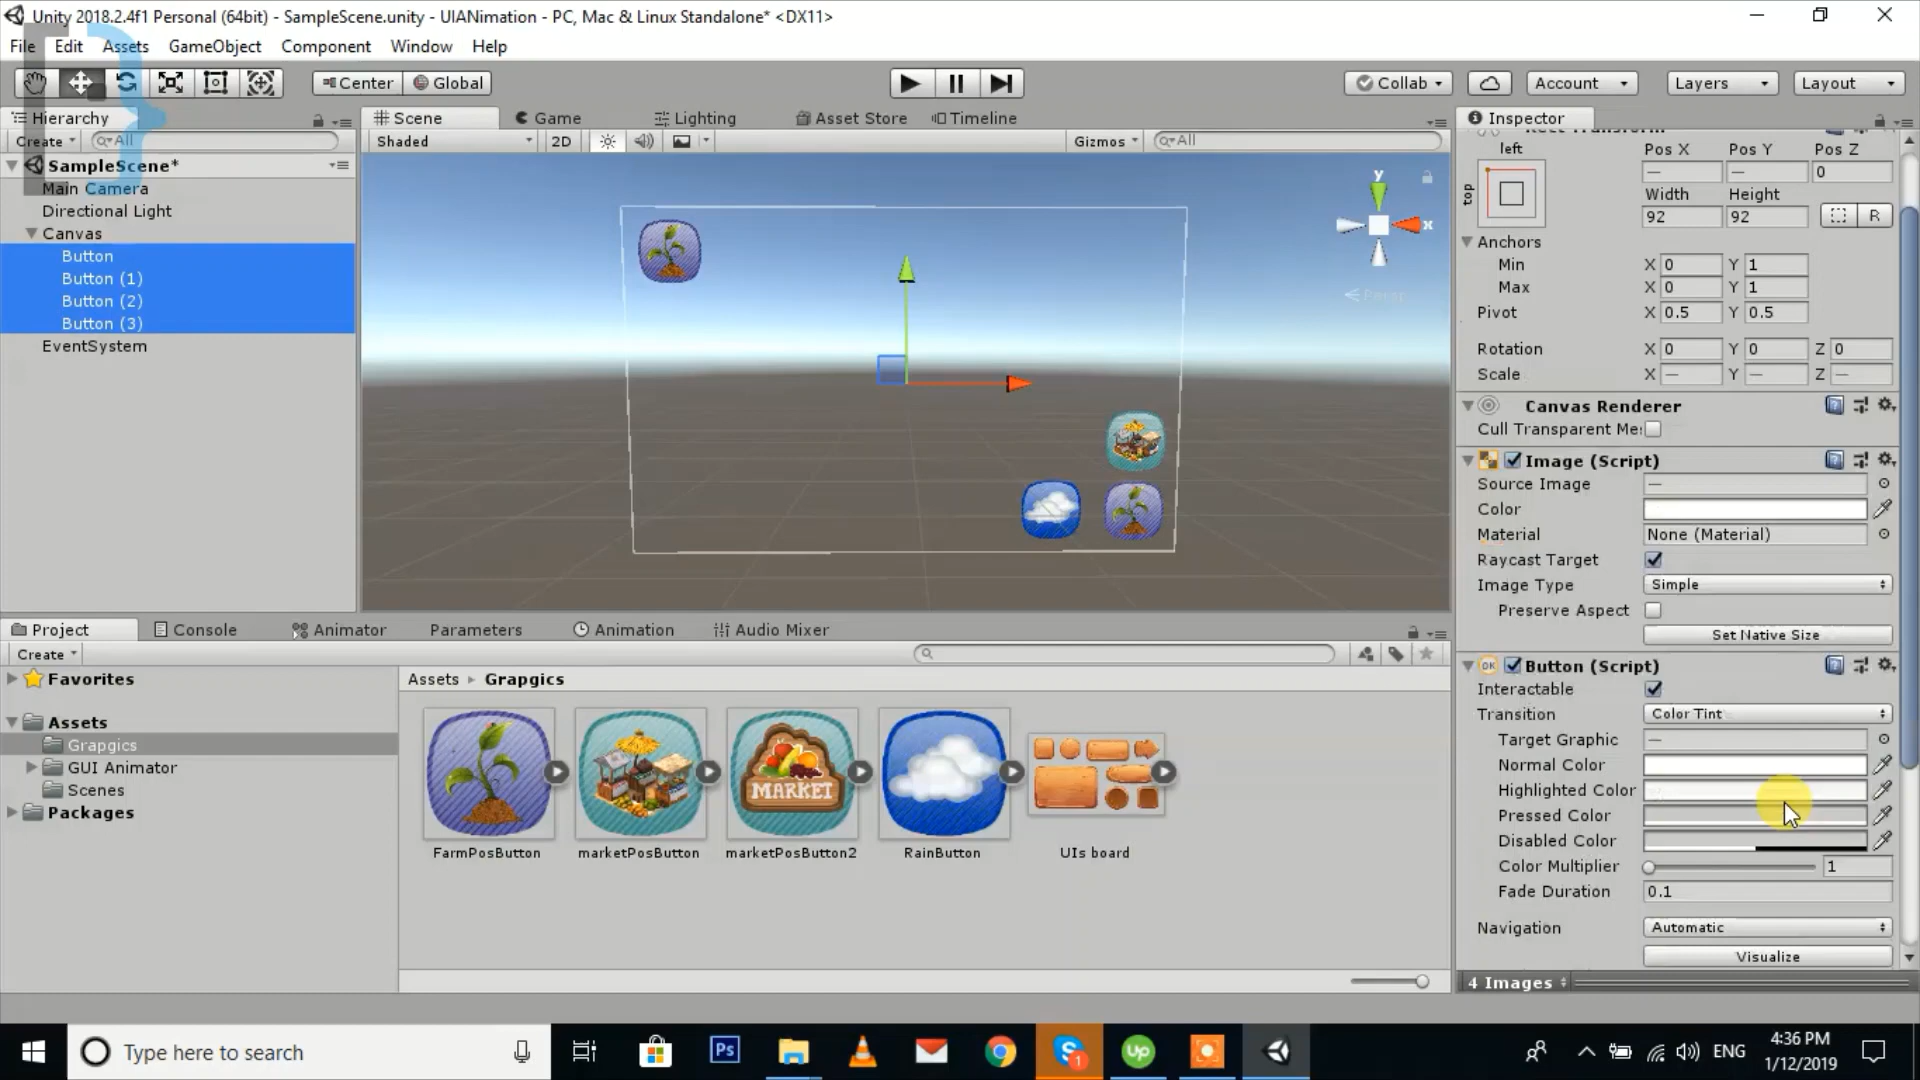 Unity 2018.2.4f1 Personal (64bit) - SampleScene.unity - UIANimation - PC, Mac & Linux Standalone* <DX11>
File Edit Assets GameObject Component Window Help
Center Global Collab Account Layers Layout
Hierarchy Scene Game Lighting Asset Store Timeline Inspector
Create All Shaded 2D Gizmos All
SampleScene*
Main Camera
Directional Light
Canvas
Button
Button (1)
Button (2)
Button (3)
EventSystem
y
x
Persp
Rect Transform
left Pos X Pos Y Pos Z
top — — 0
Width Height
92 92 R
Anchors
Min X 0 Y 1
Max X 0 Y 1
Pivot X 0.5 Y 0.5
Rotation X 0 Y 0 Z 0
Scale X — Y — Z —
Canvas Renderer
Cull Transparent Me:
Image (Script)
Source Image —
Color
Material None (Material)
Raycast Target
Image Type Simple
Preserve Aspect
Set Native Size
OK Button (Script)
Interactable
Transition Color Tint
Target Graphic —
Normal Color
Highlighted Color
Pressed Color
Disabled Color
Color Multiplier 1
Fade Duration 0.1
Navigation Automatic
Visualize
4 Images
Project Console Animator Parameters Animation Audio Mixer
Create
Favorites
Assets
Grapgics
GUI Animator
Scenes
Packages
Assets Grapgics
MARKET
FarmPosButton marketPosButton marketPosButton2 RainButton UIs board
Type here to search
Ps
S 1
Up
ENG
4:36 PM
1/12/2019